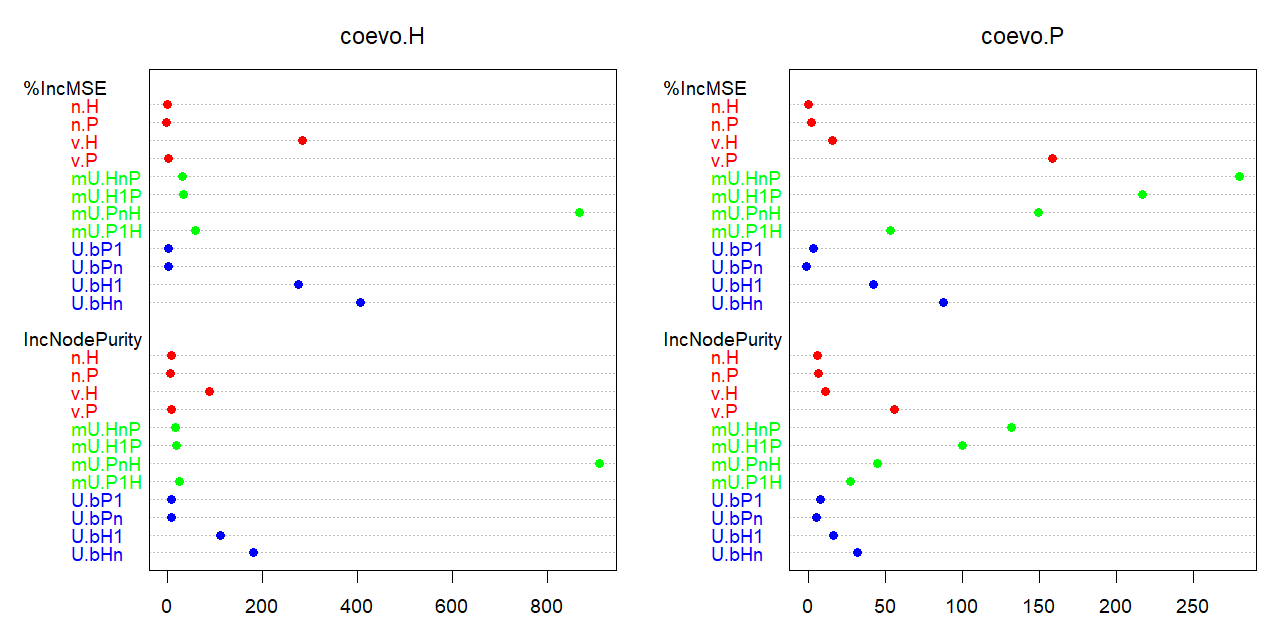 coevo.H
%IncMSE
n.H
n.P
v.H
v.P
mU.HnP
mU.H1P
mU.PnH
mU.P1H
U.bP1
U.bPn
U.bH1
U.bHn
IncNodePurity
n.H
n.P
v.H
v.P
mU.HnP
mU.H1P
mU.PnH
mU.P1H
U.bP1
U.bPn
U.bH1
U.bHn
0 200 400 600 800
coevo.P
%IncMSE
n.H
n.P
v.H
v.P
mU.HnP
mU.H1P
mU.PnH
mU.P1H
U.bP1
U.bPn
U.bH1
U.bHn
IncNodePurity
n.H
n.P
v.H
v.P
mU.HnP
mU.H1P
mU.PnH
mU.P1H
U.bP1
U.bPn
U.bH1
U.bHn
0 50 100 150 200 250